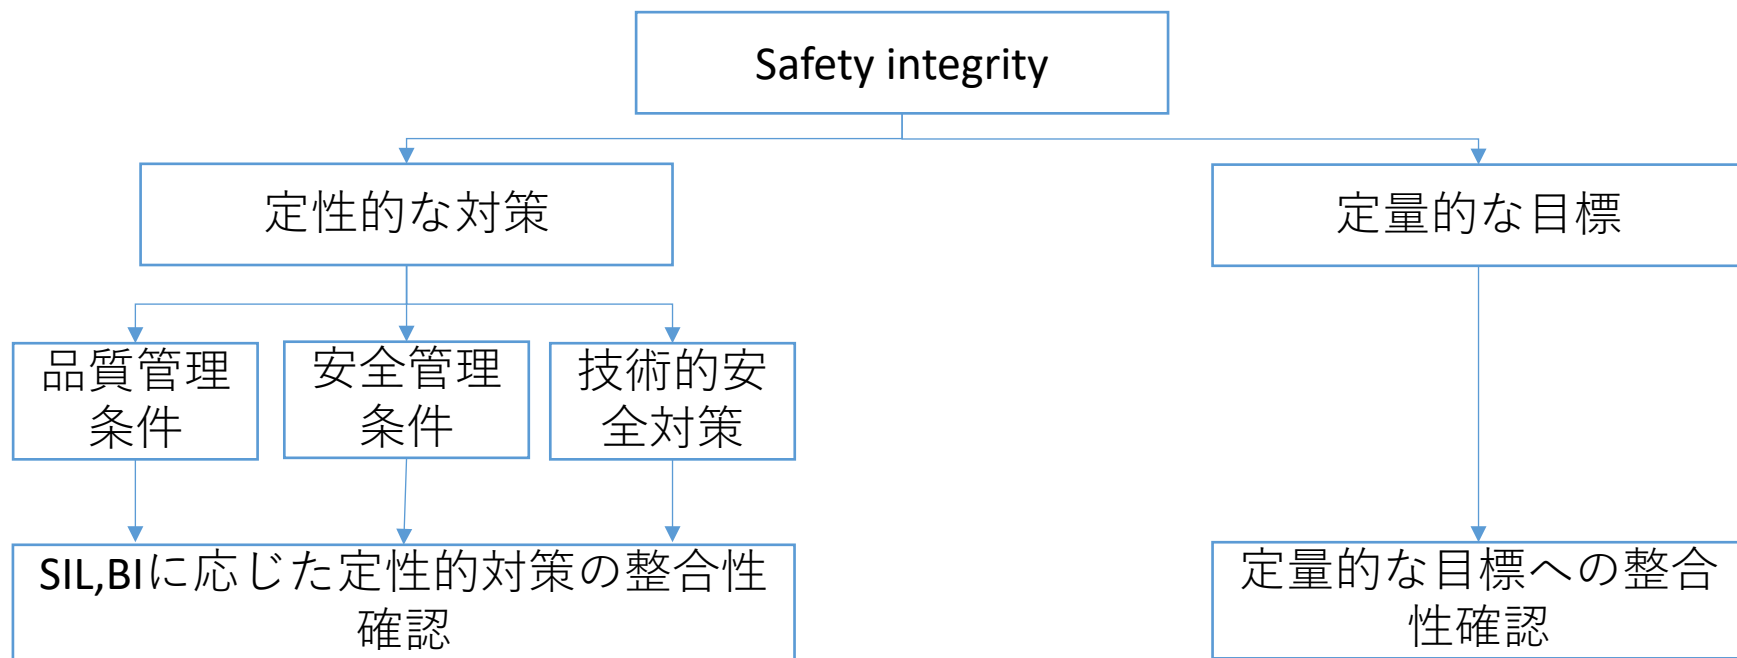 Safety integrity
定性的な対策
定量的な目標
品質管理
条件
安全管理
条件
技術的安
全対策
SIL,BIに応じた定性的対策の整合性
確認
定量的な目標への整合
性確認